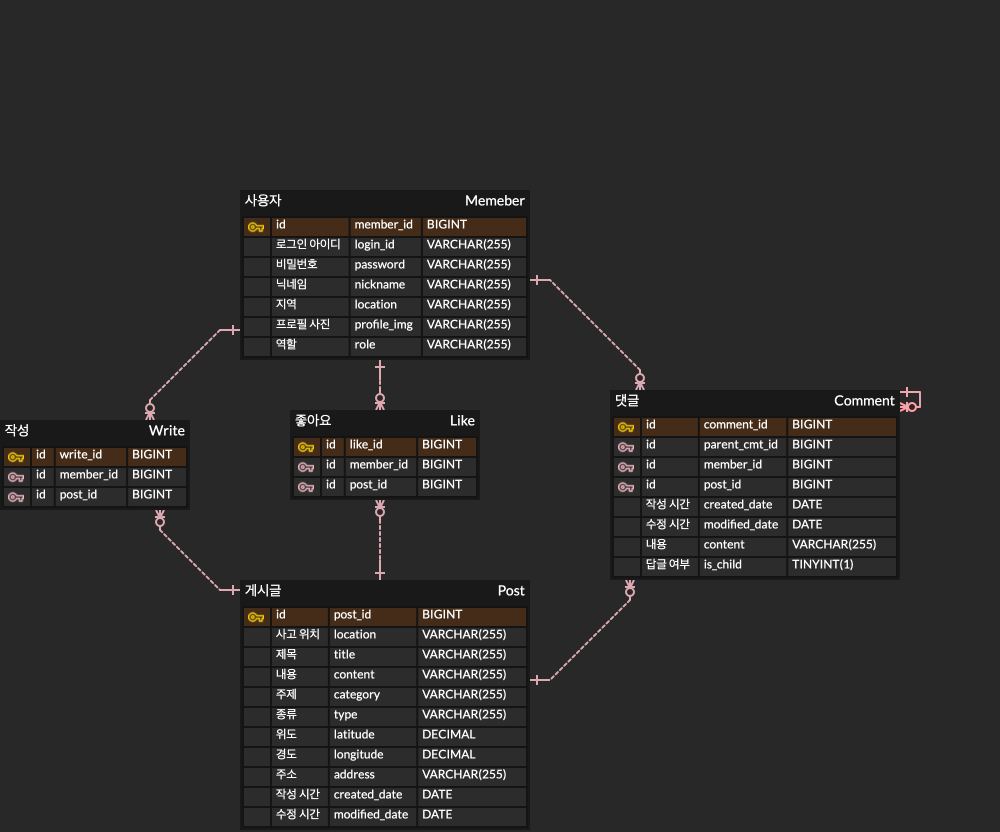 사용자 Memeber
id member_id BIGINT
로그인 아이디 login_id VARCHAR(255)
비밀번호 password VARCHAR(255)
닉네임 nickname VARCHAR(255)
지역 location VARCHAR(255)
프로필 사진 profile_img VARCHAR(255)
역할 role VARCHAR(255)
작성 Write
id write_id BIGINT
id member_id BIGINT
id post_id BIGINT
좋아요 Like
id like_id BIGINT
id member_id BIGINT
id post_id BIGINT
댓글 Comment
id comment_id BIGINT
id parent_cmt_id BIGINT
id member_id BIGINT
id post_id BIGINT
작성 시간 created_date DATE
수정 시간 modified_date DATE
내용 content VARCHAR(255)
답글 여부 is_child TINYINT(1)
게시글 Post
id post_id BIGINT
사고 위치 location VARCHAR(255)
제목 title VARCHAR(255)
내용 content VARCHAR(255)
주제 category VARCHAR(255)
종류 type VARCHAR(255)
위도 latitude DECIMAL
경도 longitude DECIMAL
주소 address VARCHAR(255)
작성 시간 created_date DATE
수정 시간 modified_date DATE